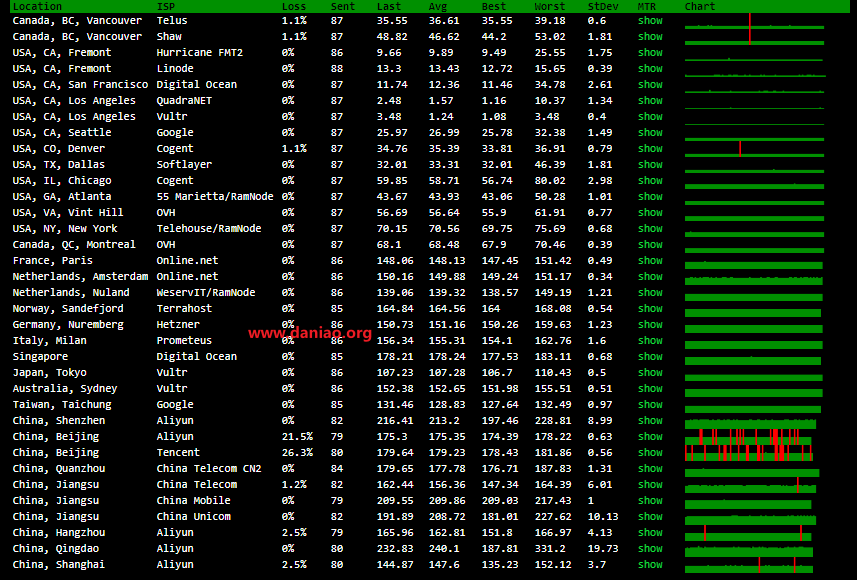 Location ISP Loss Sent Last Avg Best Worst StDev MTR Chart
Canada, BC, Vancouver Telus 1.1% 87 35.55 36.61 35.55 39.18 0.6 show
Canada, BC, Vancouver Shaw 1.1% 87 48.82 46.62 44.2 53.02 1.81 show
USA, CA, Fremont Hurricane FMT2 0% 86 9.66 9.89 9.49 25.55 1.75 show
USA, CA, Fremont Linode 0% 88 13.3 13.43 12.72 15.65 0.39 show
USA, CA, San Francisco Digital Ocean 0% 87 11.74 12.36 11.46 34.78 2.61 show
USA, CA, Los Angeles QuadraNET 0% 87 2.48 1.57 1.16 10.37 1.34 show
USA, CA, Los Angeles Vultr 0% 87 3.48 1.24 1.08 3.48 0.4 show
USA, CA, Seattle Google 0% 87 25.97 26.99 25.78 32.38 1.49 show
USA, CO, Denver Cogent 1.1% 87 34.76 35.39 33.81 36.91 0.79 show
USA, TX, Dallas Softlayer 0% 87 32.01 33.31 32.01 46.39 1.81 show
USA, IL, Chicago Cogent 0% 87 59.85 58.71 56.74 80.02 2.98 show
USA, GA, Atlanta 55 Marietta/RamNode 0% 87 43.67 43.93 43.06 50.28 1.01 show
USA, VA, Vint Hill OVH 0% 87 56.69 56.64 55.9 61.91 0.77 show
USA, NY, New York Telehouse/RamNode 0% 87 70.15 70.56 69.75 75.69 0.68 show
Canada, QC, Montreal OVH 0% 87 68.1 68.48 67.9 70.46 0.39 show
France, Paris Online.net 0% 86 148.06 148.13 147.45 151.42 0.49 show
Netherlands, Amsterdam Online.net 0% 86 150.16 149.88 149.24 151.17 0.34 show
Netherlands, Nuland WeservIT/RamNode 0% 86 139.06 139.32 138.57 149.19 1.21 show
Norway, Sandefjord Terrahost 0% 85 164.84 164.56 164 168.08 0.54 show
Germany, Nuremberg Hetzner 0% 86 150.73 151.16 150.26 159.63 1.23 show
www.daniao.org
Italy, Milan Prometeus 0% 86 156.34 155.31 154.1 162.76 1.6 show
Singapore Digital Ocean 0% 85 178.21 178.24 177.53 183.11 0.68 show
Japan, Tokyo Vultr 0% 86 107.23 107.28 106.7 110.43 0.5 show
Australia, Sydney Vultr 0% 86 152.38 152.65 151.98 155.51 0.51 show
Taiwan, Taichung Google 0% 85 131.46 128.83 127.64 132.49 0.97 show
China, Shenzhen Aliyun 0% 82 216.41 213.2 197.46 228.81 8.99 show
China, Beijing Aliyun 21.5% 79 175.3 175.35 174.39 178.22 0.63 show
China, Beijing Tencent 26.3% 80 179.64 179.23 178.43 181.86 0.56 show
China, Quanzhou China Telecom CN2 0% 84 179.65 177.78 176.71 187.83 1.31 show
China, Jiangsu China Telecom 1.2% 82 162.44 156.36 147.34 164.39 6.01 show
China, Jiangsu China Mobile 0% 79 209.55 209.86 209.03 217.43 1 show
China, Jiangsu China Unicom 0% 82 191.89 208.72 181.01 227.62 10.13 show
China, Hangzhou Aliyun 2.5% 79 165.96 162.81 151.8 166.97 4.13 show
China, Qingdao Aliyun 0% 80 232.83 240.1 187.81 331.2 19.73 show
China, Shanghai Aliyun 2.5% 80 144.87 147.6 135.23 152.12 3.7 show